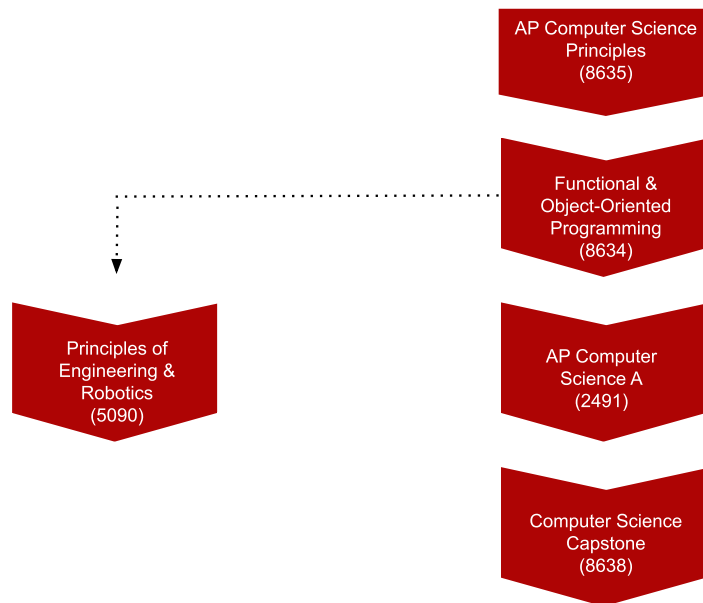 AP Computer Science
Principles
(8635)
Functional &
Object-Oriented
Programming
(8634)
Principles of
Engineering &
Robotics
(5090)
AP Computer
Science A
(2491)
Computer Science
Capstone
(8638)